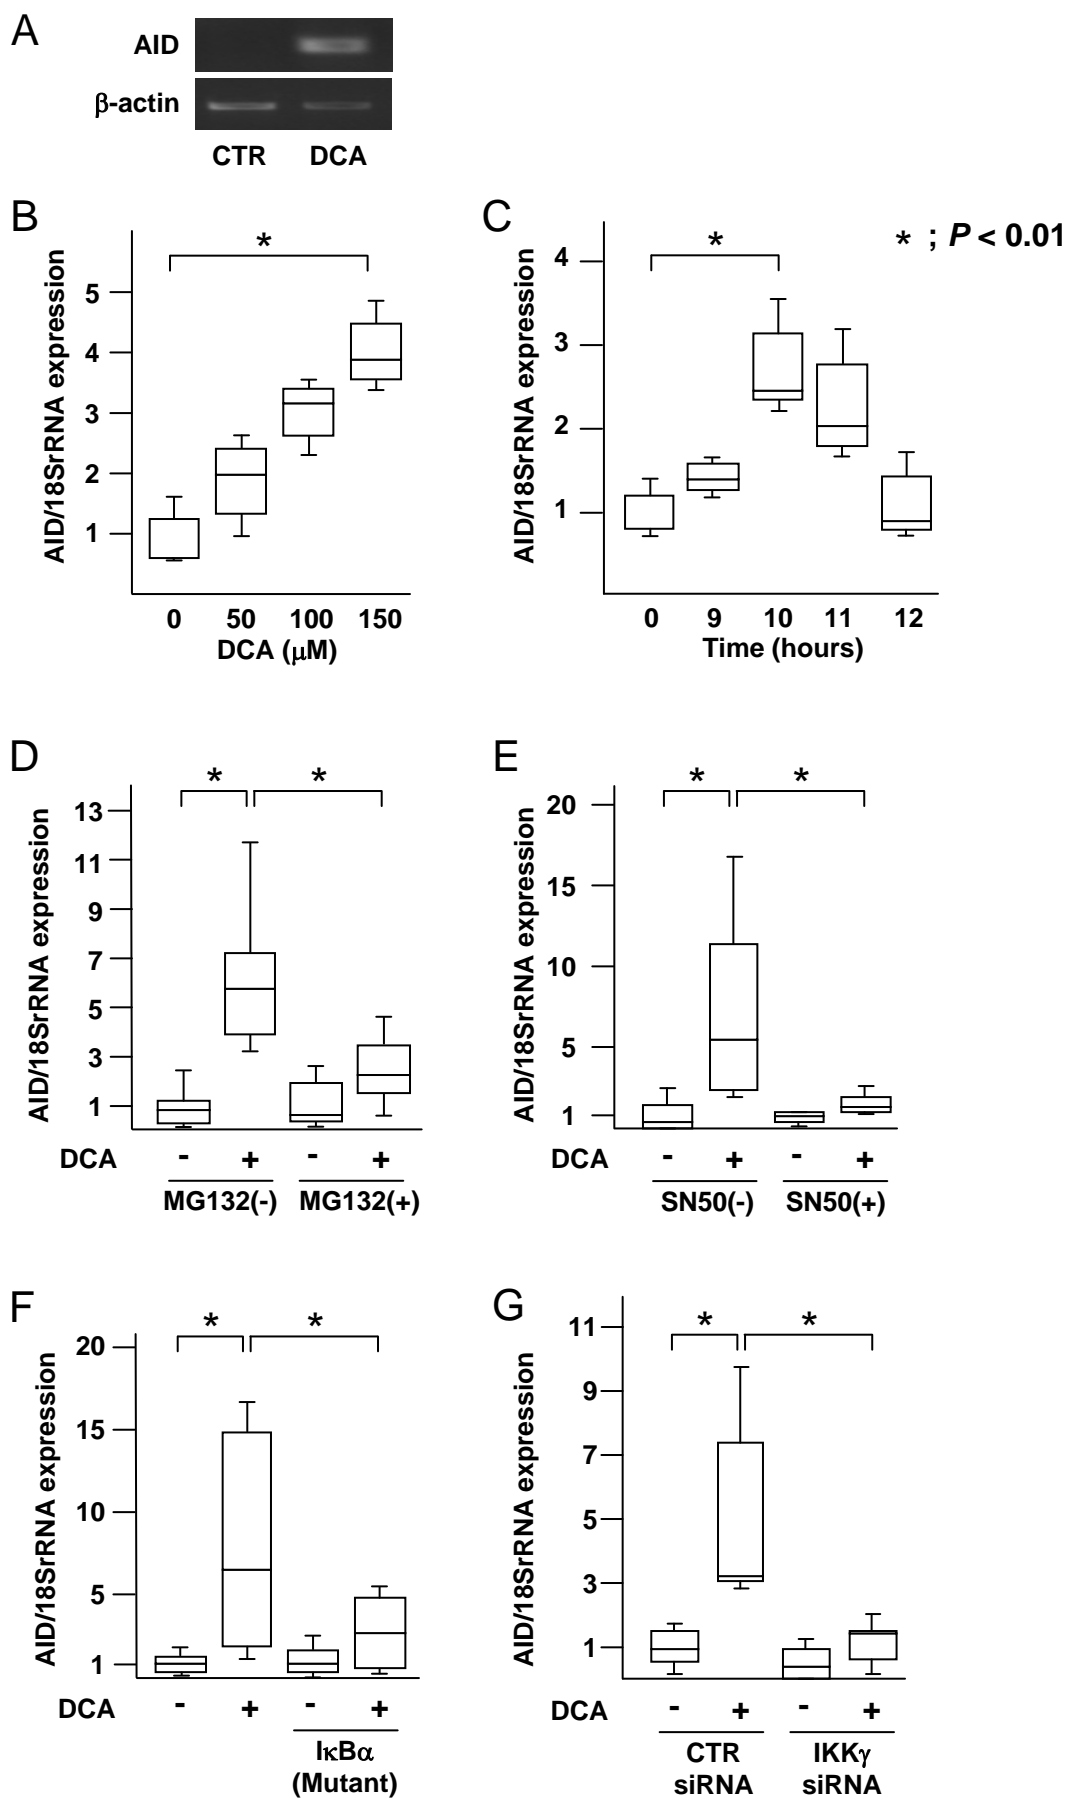 A
AID
β-actin
CTR DCA
B
*
AID/18SrRNA expression
5
4
3
2
1
0 50 100 150
DCA (μM)
C
*
* ; P < 0.01
AID/18SrRNA expression
4
3
2
1
0 9 10 11 12
Time (hours)
D
* *
AID/18SrRNA expression
13
11
9
7
5
3
1
DCA - + - +
MG132(-) MG132(+)
E
* *
AID/18SrRNA expression
20
15
10
5
1
DCA - + - +
SN50(-) SN50(+)
F
* *
AID/18SrRNA expression
20
15
10
5
1
DCA - + - +
IκBα
(Mutant)
G
* *
AID/18SrRNA expression
11
9
7
5
3
1
DCA - + - +
CTR IKKγ
siRNA siRNA